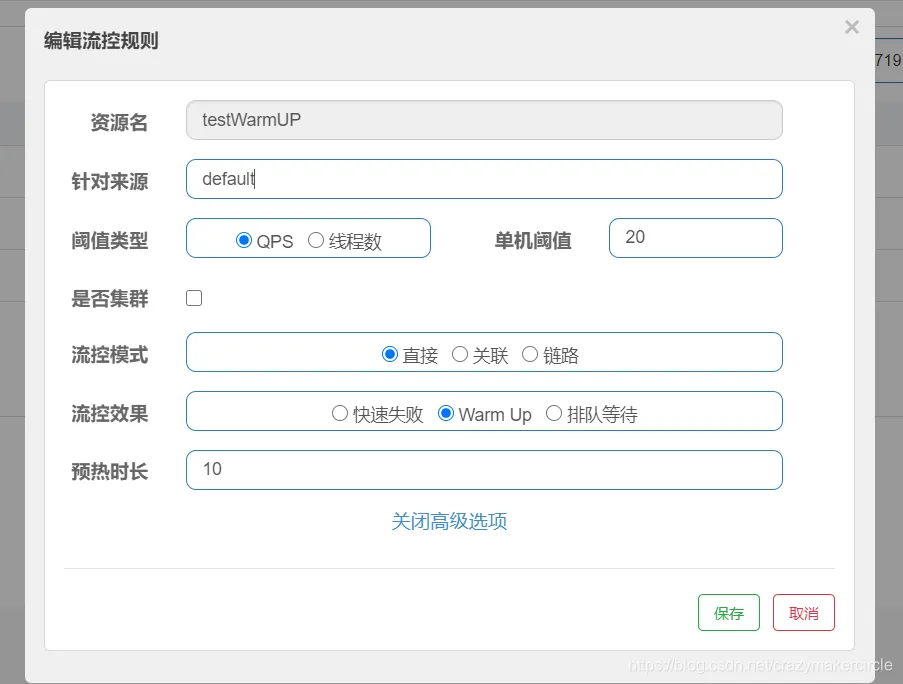 编辑流控规则
×
719
资源名 testWarmUP
针对来源 default
阈值类型 QPS 线程数 单机阈值 20
是否集群
流控模式 直接 关联 链路
流控效果 快速失败 Warm Up 排队等待
预热时长 10
关闭高级选项
保存 取消
https://blog.csdn.net/crazymakercircle